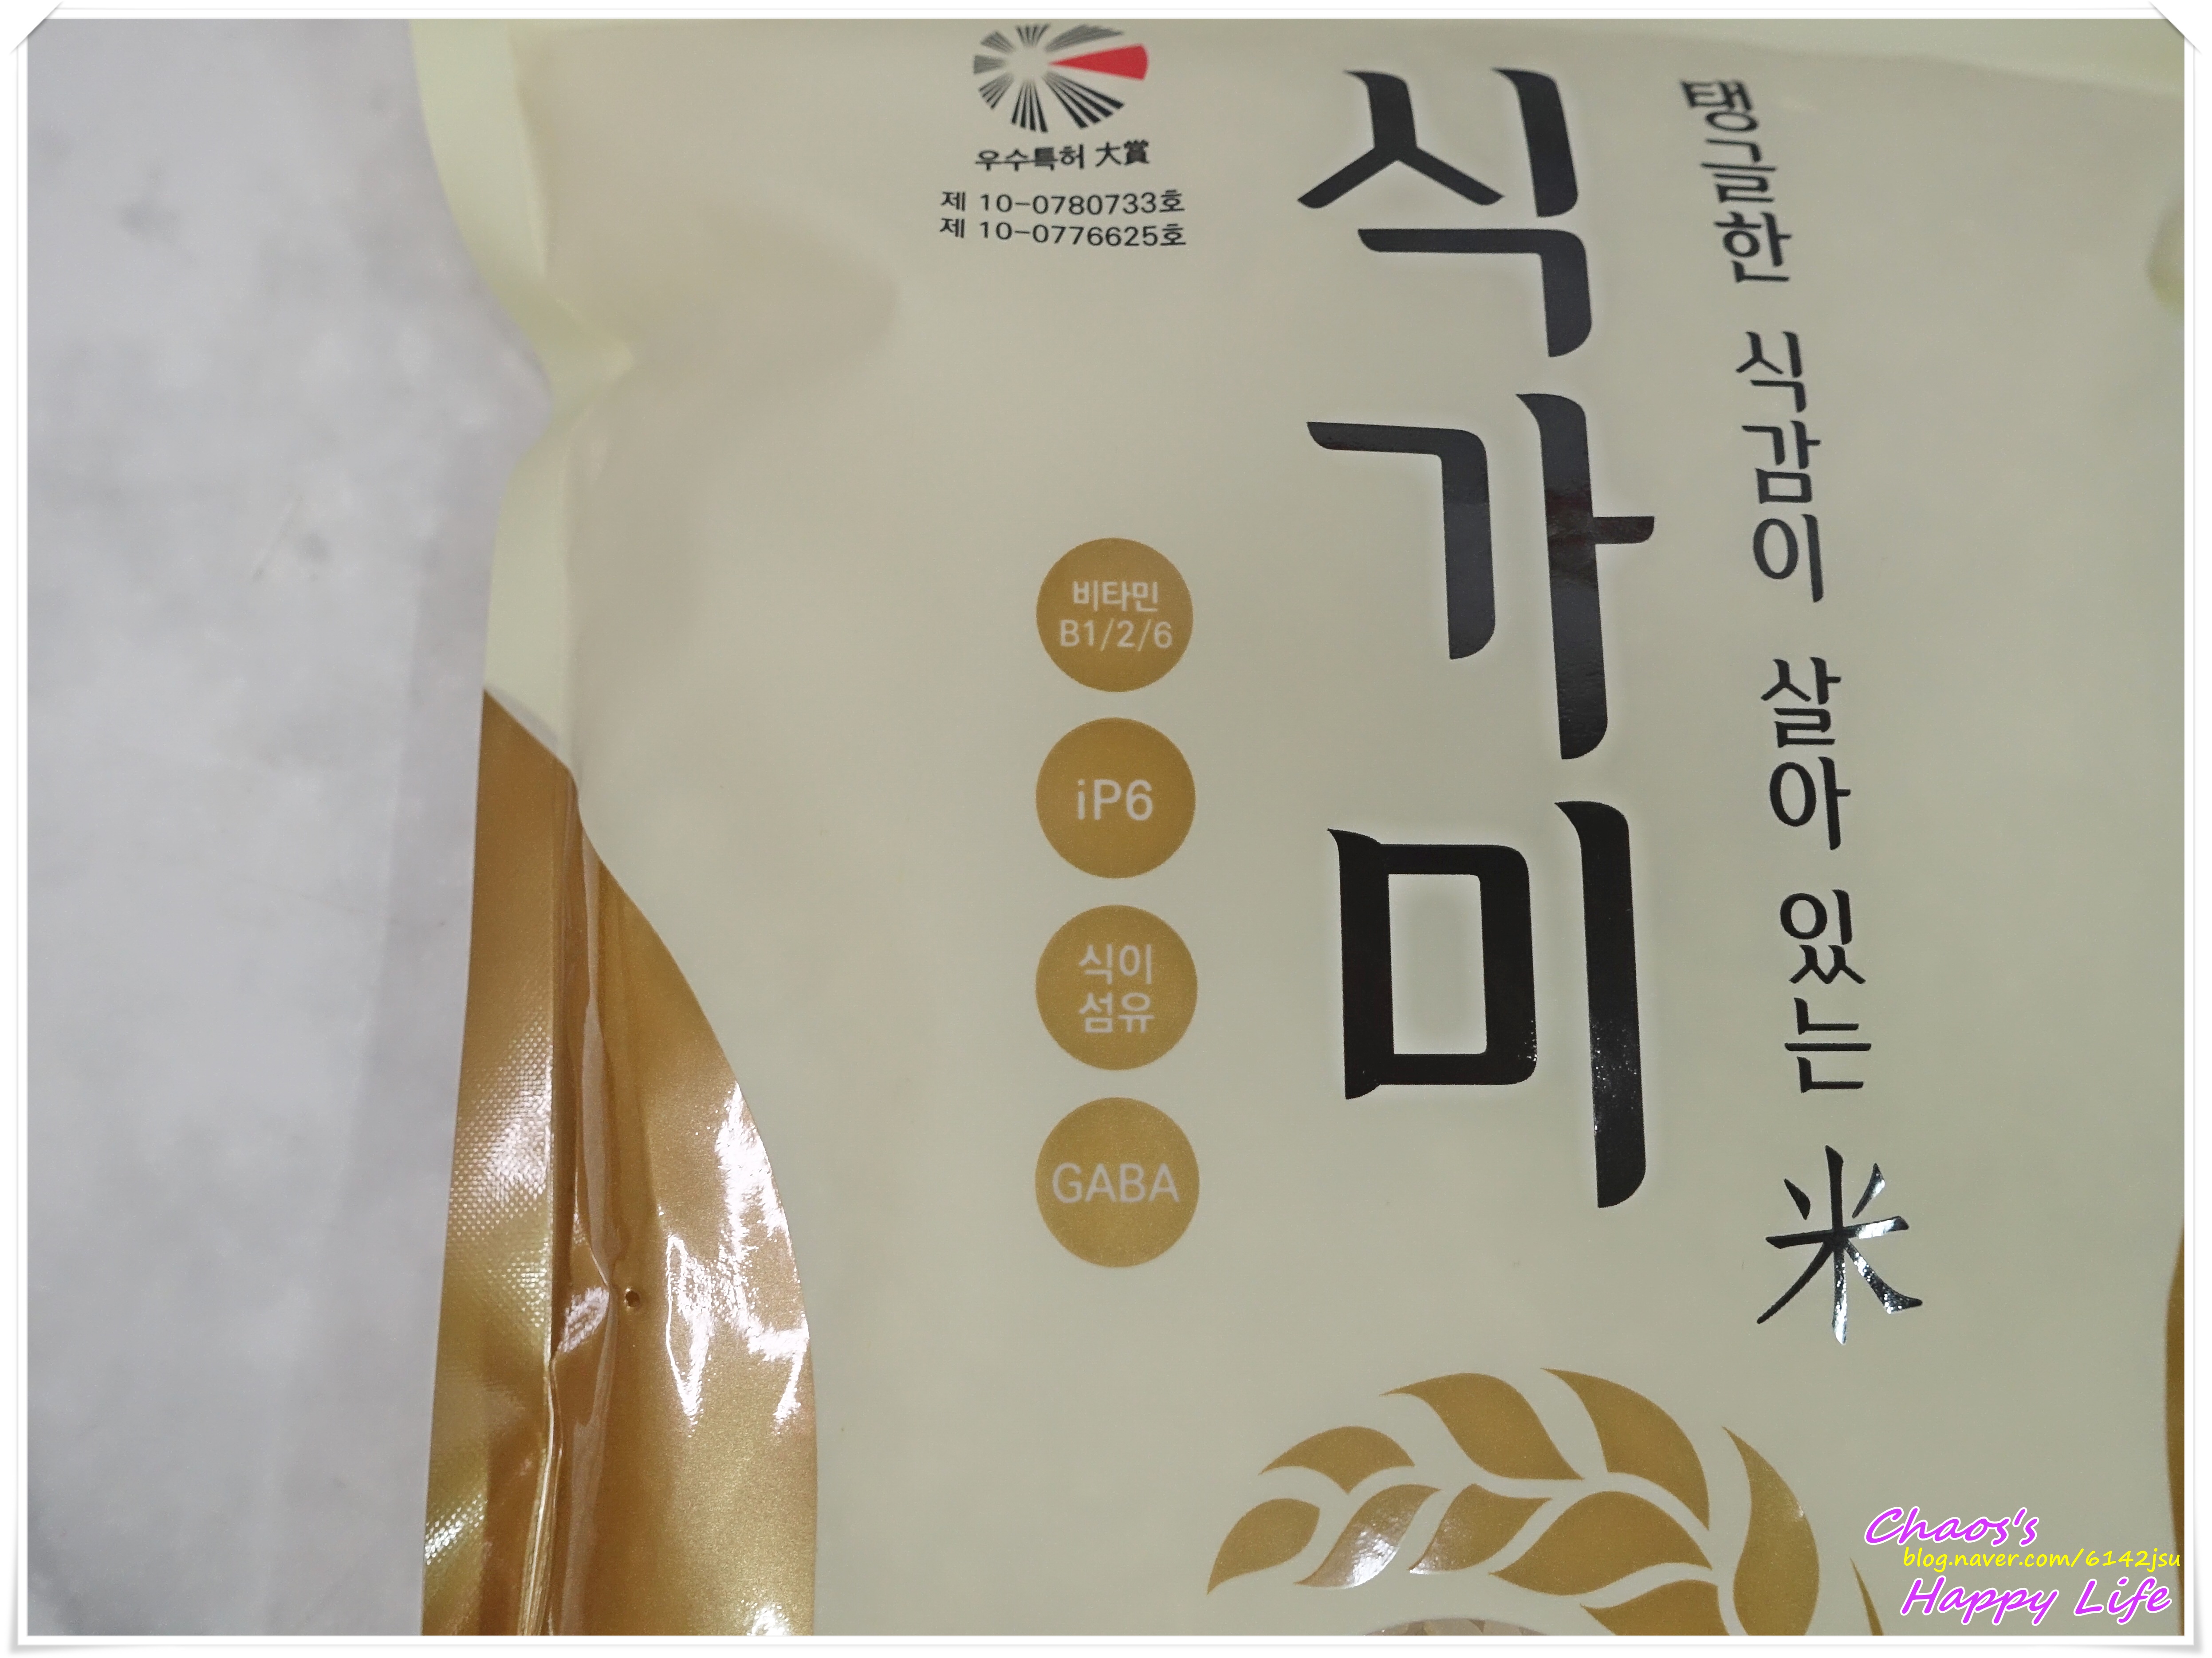 우수특허 大賞
제 10-0780733호
제 10-0776625호
식가미
탱글한 식감이 살아 있는 米
비타민
B1/2/6
iP6
식이
섬유
GABA
Chaos's
blog.naver.com/6142jsu
Happy Life